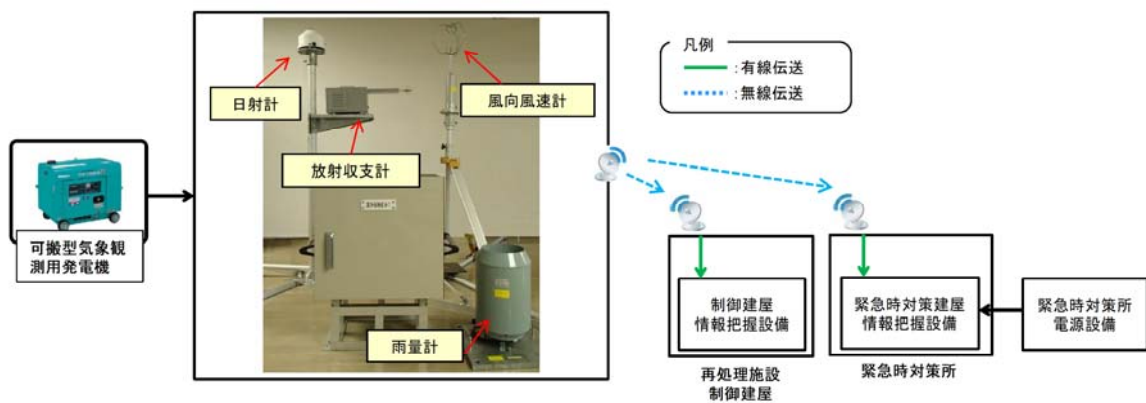 凡例
:有線伝送
:無線伝送
日射計
風向風速計
放射収支計
雨量計
可搬型気象観
測用発電機
制御建屋
情報把握設備
緊急時対策建屋
情報把握設備
緊急時対策所
電源設備
再処理施設
制御建屋
緊急時対策所